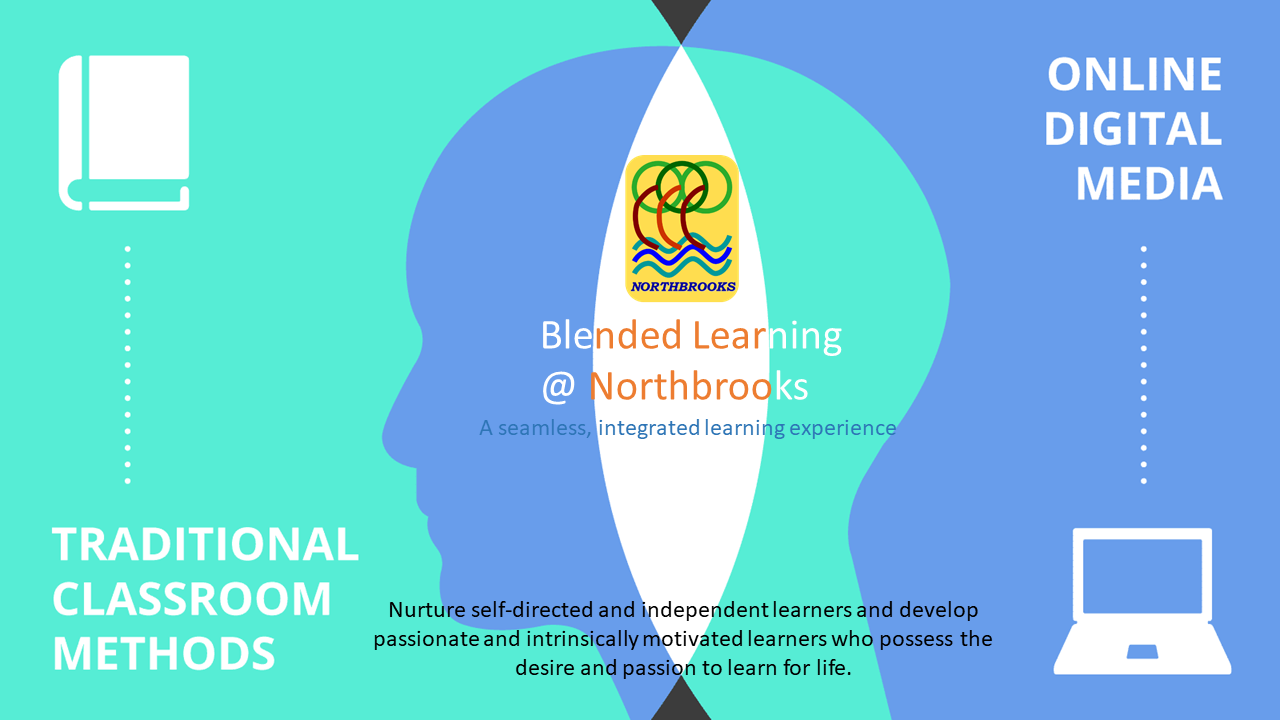 ONLINE
DIGITAL
MEDIA
NORTHBROOKS
Blended Learning
@ Northbrooks
A seamless, integrated learning experience
TRADITIONAL
CLASSROOM
METHODS
Nurture self-directed and independent learners and develop
passionate and intrinsically motivated learners who possess the
desire and passion to learn for life.